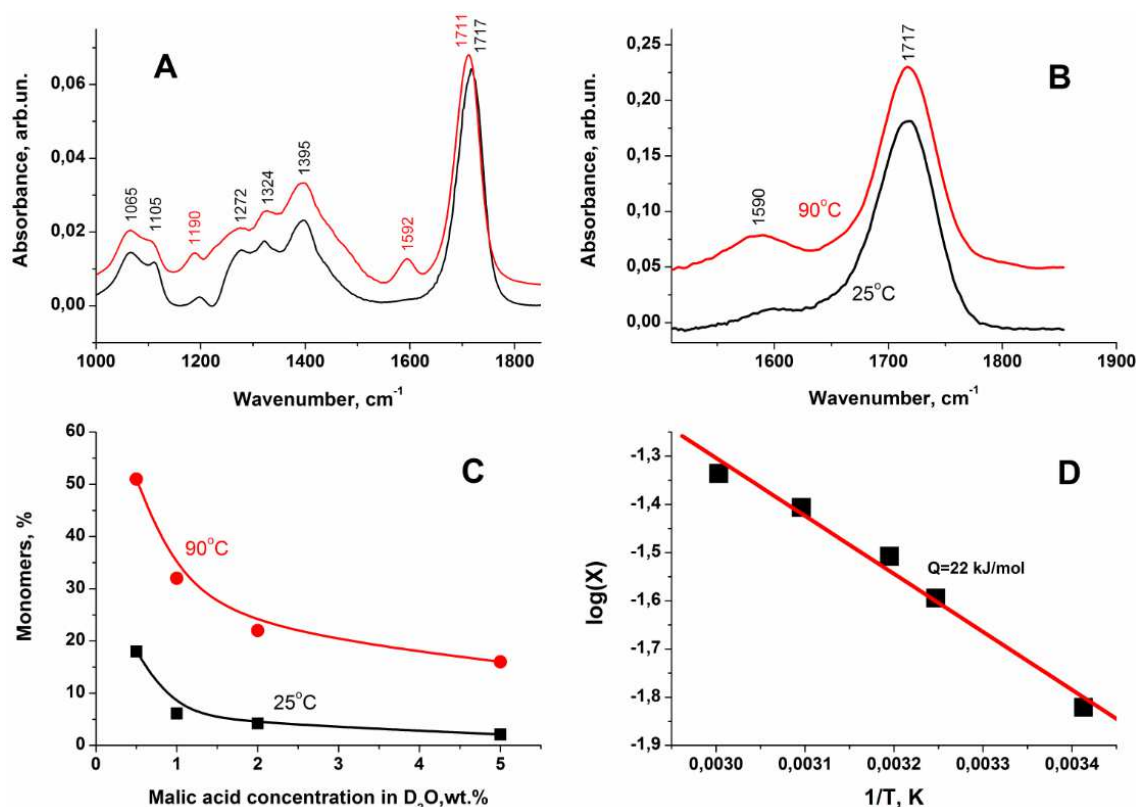 A
1711
1717
Absorbance, arb.un.
0,06
0,04
0,02
0,00
1065
1105
1190
1272
1324
1395
1592
1000 1200 1400 1600 1800
Wavenumber, cm⁻¹
B
1717
Absorbance, arb.un.
0,25
0,20
0,15
0,10
0,05
0,00
1590
90°C
25°C
1600 1700 1800 1900
Wavenumber, cm⁻¹
C
Monomers, %
60
50
40
30
20
10
0
90°C
25°C
0 1 2 3 4 5
Malic acid concentration in D₂O,wt.%
D
log(X)
-1,3
-1,4
-1,5
-1,6
-1,7
-1,8
-1,9
Q=22 kJ/mol
0,0030 0,0031 0,0032 0,0033 0,0034
1/T, K